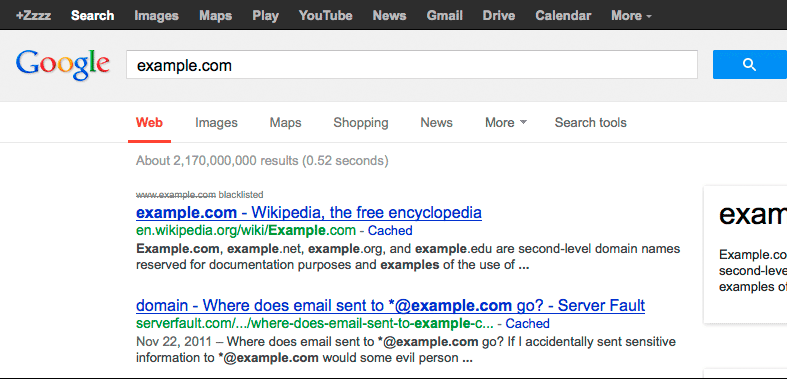 +Zzzz Search Images Maps Play YouTube News Gmail Drive Calendar More
Google example.com
Web Images Maps Shopping News More Search tools
About 2,170,000,000 results (0.52 seconds)
www.example.com blacklisted
example.com - Wikipedia, the free encyclopedia
en.wikipedia.org/wiki/Example.com - Cached
Example.com, example.net, example.org, and example.edu are second-level domain names
reserved for documentation purposes and examples of the use of ...
domain - Where does email sent to *@example.com go? - Server Fault
serverfault.com/.../where-does-email-sent-to-example-c... - Cached
Nov 22, 2011 – Where does email sent to *@example.com go? If I accidentally sent sensitive
information to *@example.com would some evil person ...
exam
Example.co
second-leve
examples of